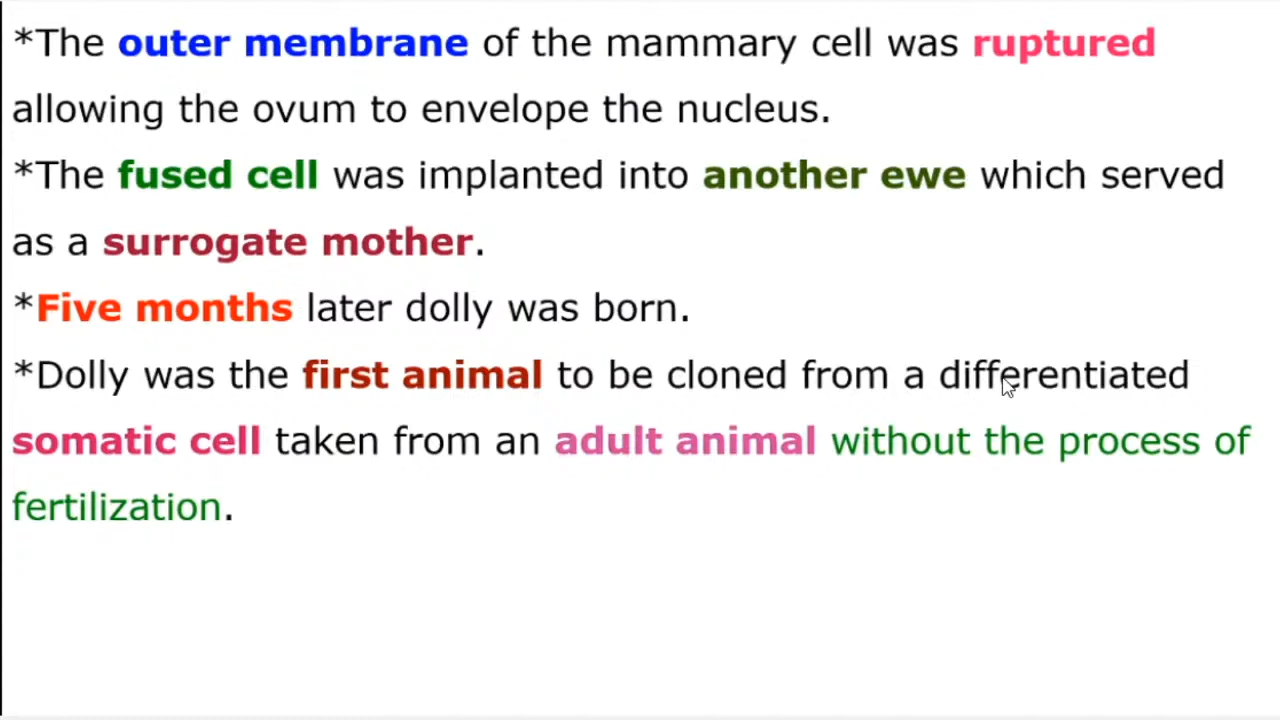 *The outer membrane of the mammary cell was ruptured
allowing the ovum to envelope the nucleus.
*The fused cell was implanted into another ewe which served
as a surrogate mother.
*Five months later dolly was born.
*Dolly was the first animal to be cloned from a differentiated
somatic cell taken from an adult animal without the process of
fertilization.